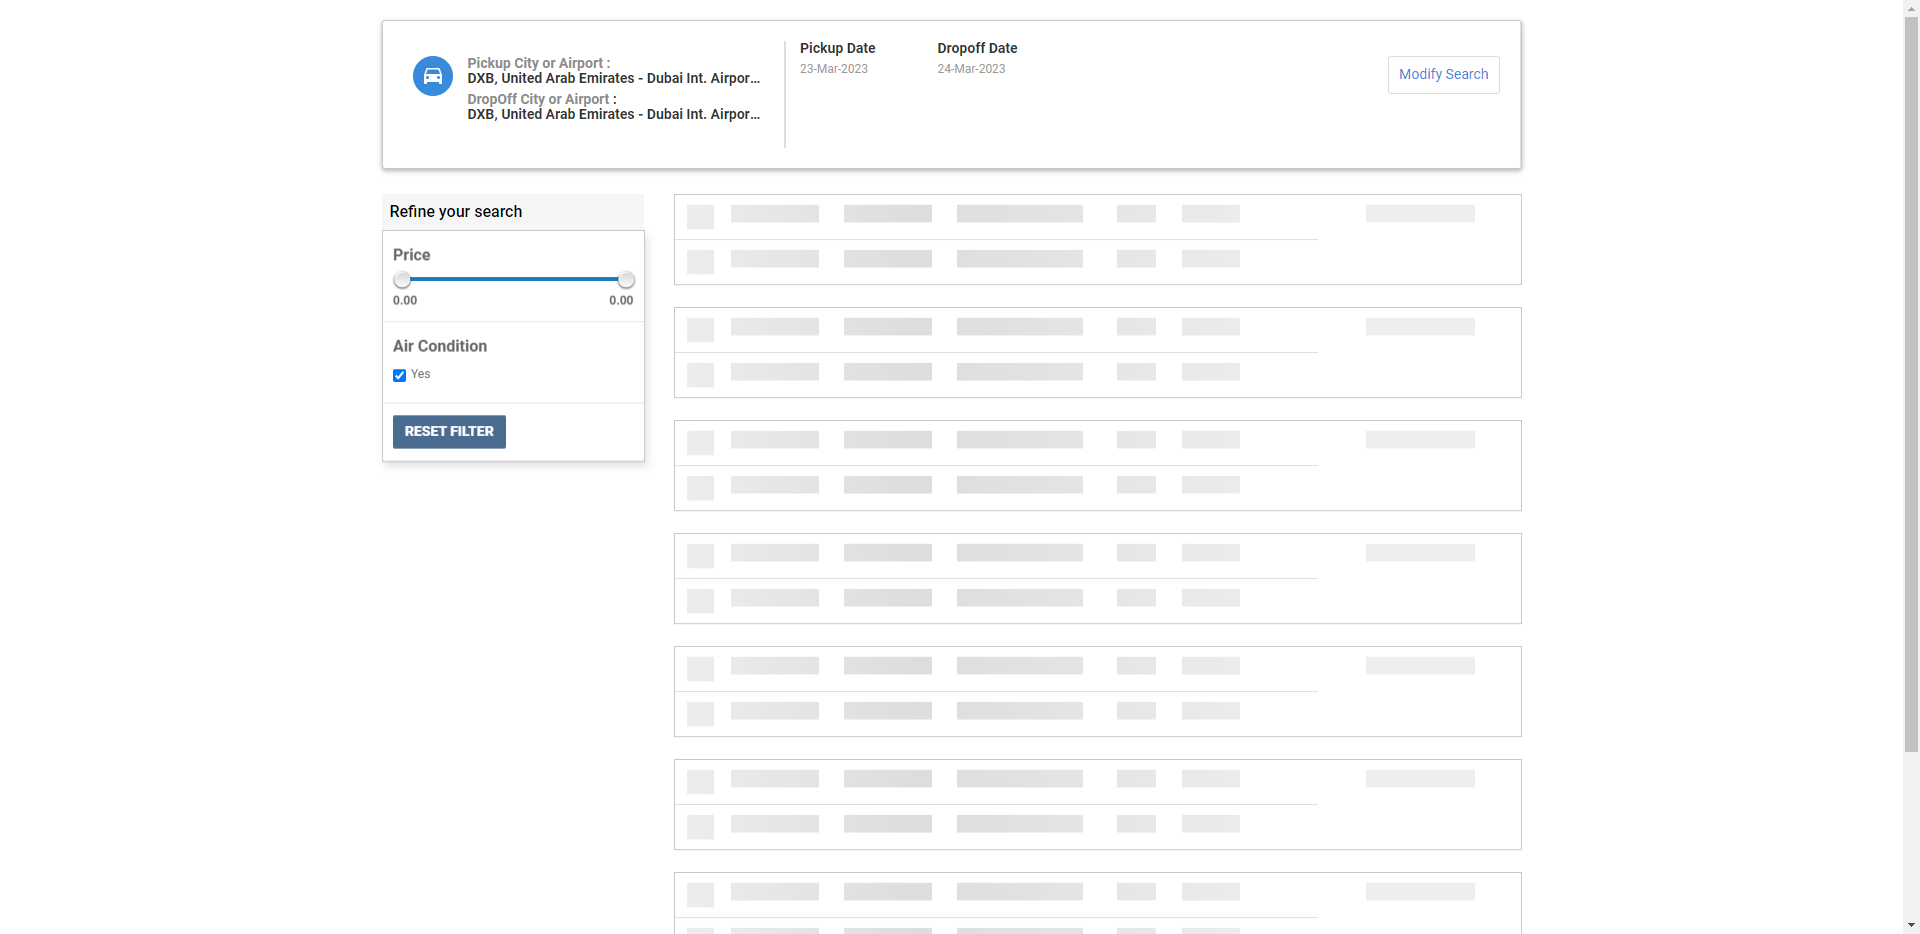 Pickup City or Airport :
DXB, United Arab Emirates - Dubai Int. Airpor...
DropOff City or Airport :
DXB, United Arab Emirates - Dubai Int. Airpor...
Pickup Date
23-Mar-2023
Dropoff Date
24-Mar-2023
Modify Search
Refine your search
Price
0.00 0.00
Air Condition
Yes
RESET FILTER